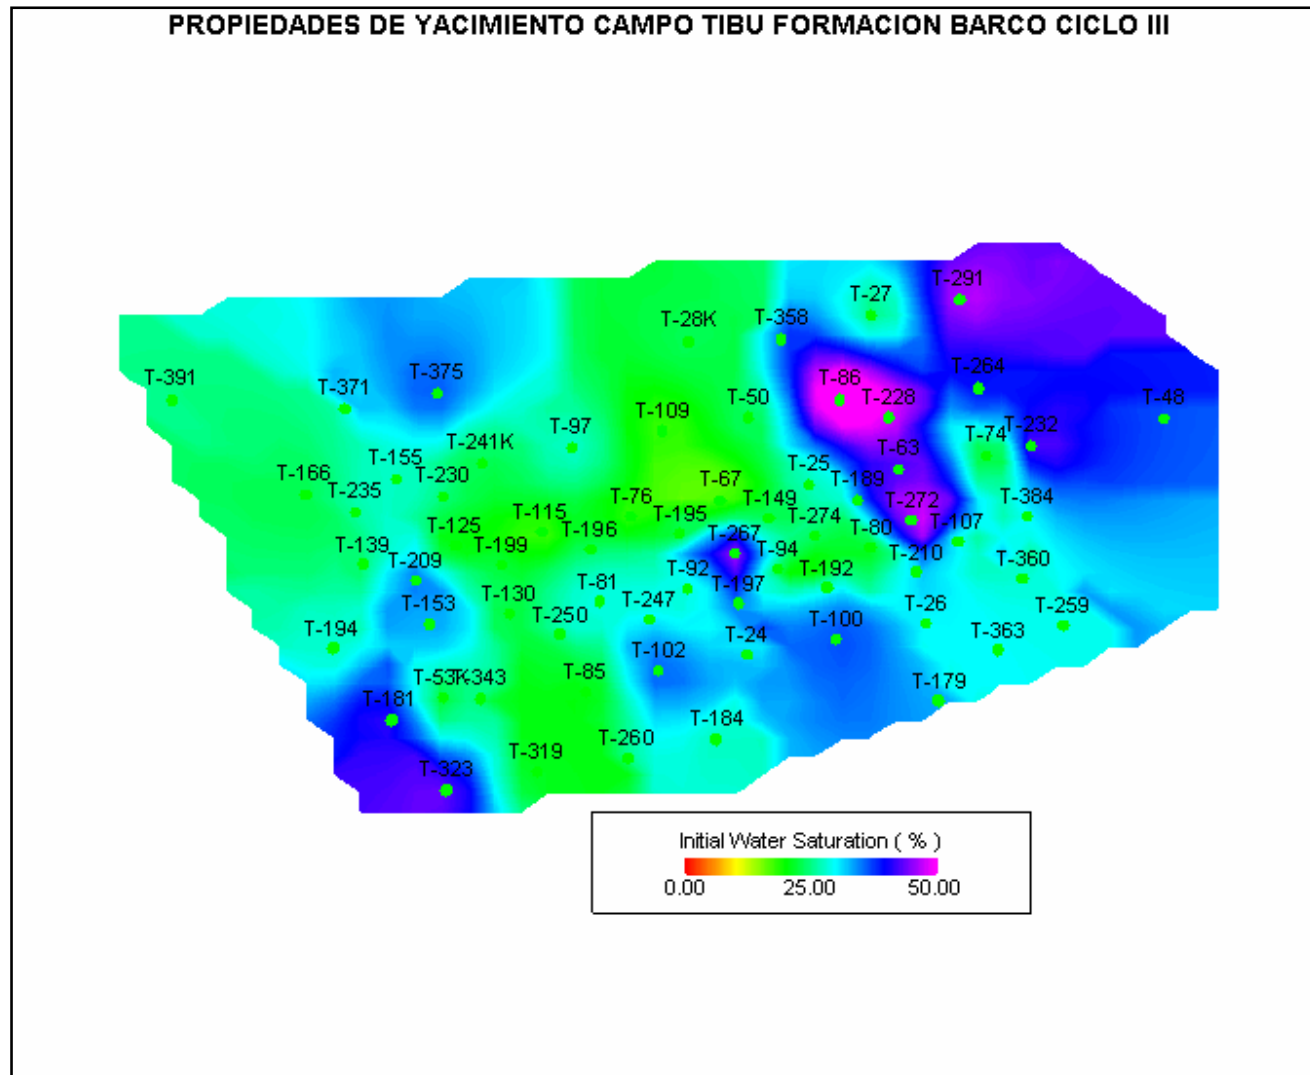 PROPIEDADES DE YACIMIENTO CAMPO TIBU FORMACION BARCO CICLO III
T-291
T-27
T-28K
T-358
T-391
T-371
T-375
T-86
T-264
T-228
T-50
T-48
T-109
T-97
T-232
T-74
T-241K
T-63
T-155
T-25
T-166
T-230
T-67
T-189
T-235
T-149
T-76
T-384
T-272
T-115
T-195
T-274
T-125
T-107
T-196
T-80
T-267
T-139
T-199
T-94
T-210
T-209
T-360
T-92
T-192
T-81
T-197
T-153
T-130
T-247
T-26
T-259
T-250
T-100
T-194
T-363
T-24
T-102
T-53K
T-343
T-85
T-179
T-181
T-184
T-260
T-319
T-323
Initial Water Saturation ( % )
0.00 25.00 50.00